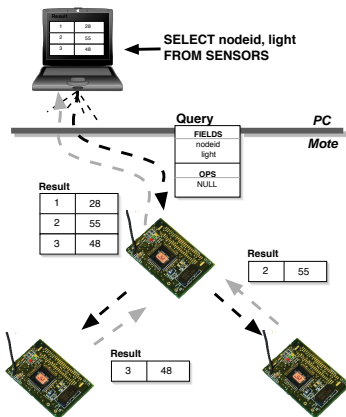 Result
1 28
2 55
3 48
SELECT nodeid, light
FROM SENSORS
Query
PC
FIELDS
nodeid
light
Mote
OPS
NULL
Result
1 28
2 55
3 48
Result
2 55
Result
3 48